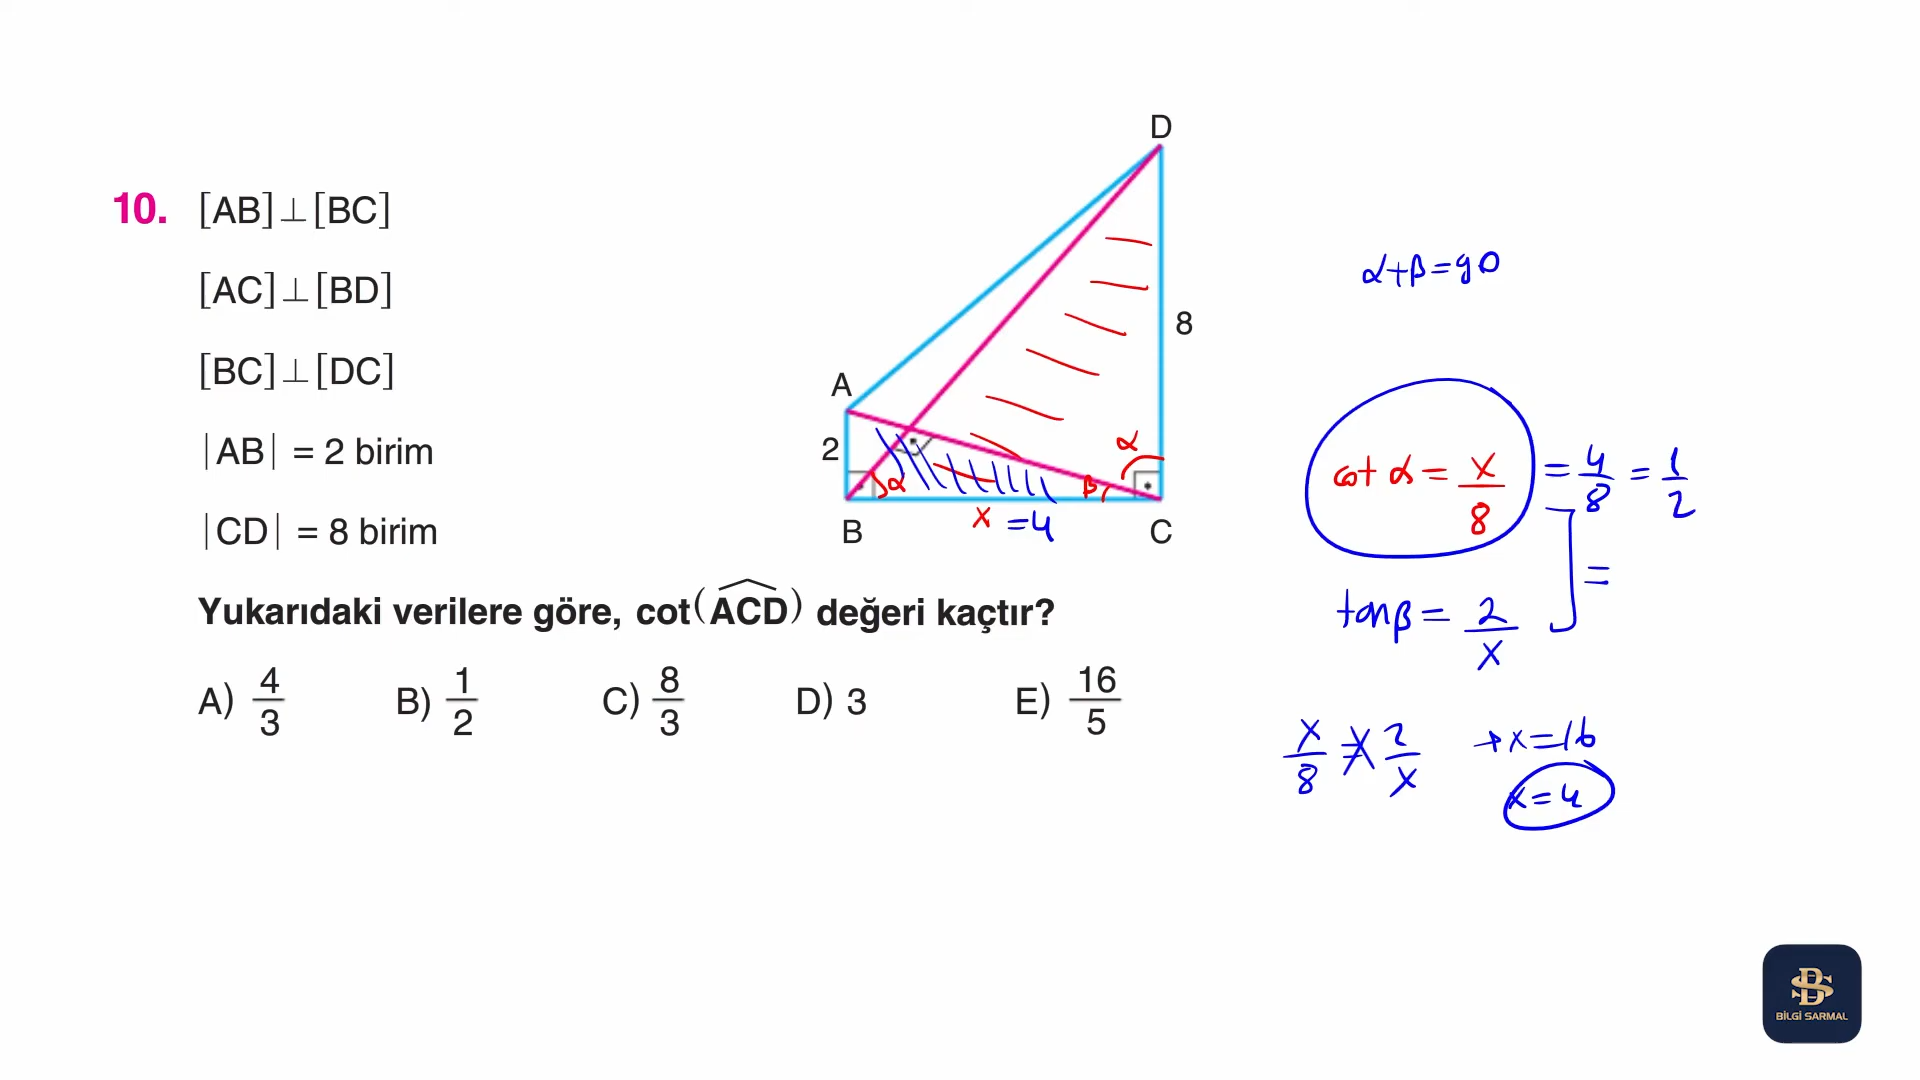 10. [AB]⊥[BC]
[AC]⊥[BD]
[BC]⊥[DC]
|AB| = 2 birim
|CD| = 8 birim
Yukarıdaki verilere göre, cot(ACD) değeri kaçtır?
A) 4/3 B) 1/2 C) 8/3 D) 3 E) 16/5
D
A
2
8
α
α
β
B
x = 4
C
α+β=90
cot α = x/8 = 4/8 = 1/2
=
tanβ = 2/x
x/8 = 2/x
x=16
x=4
BS
BİLGİ SARMAL